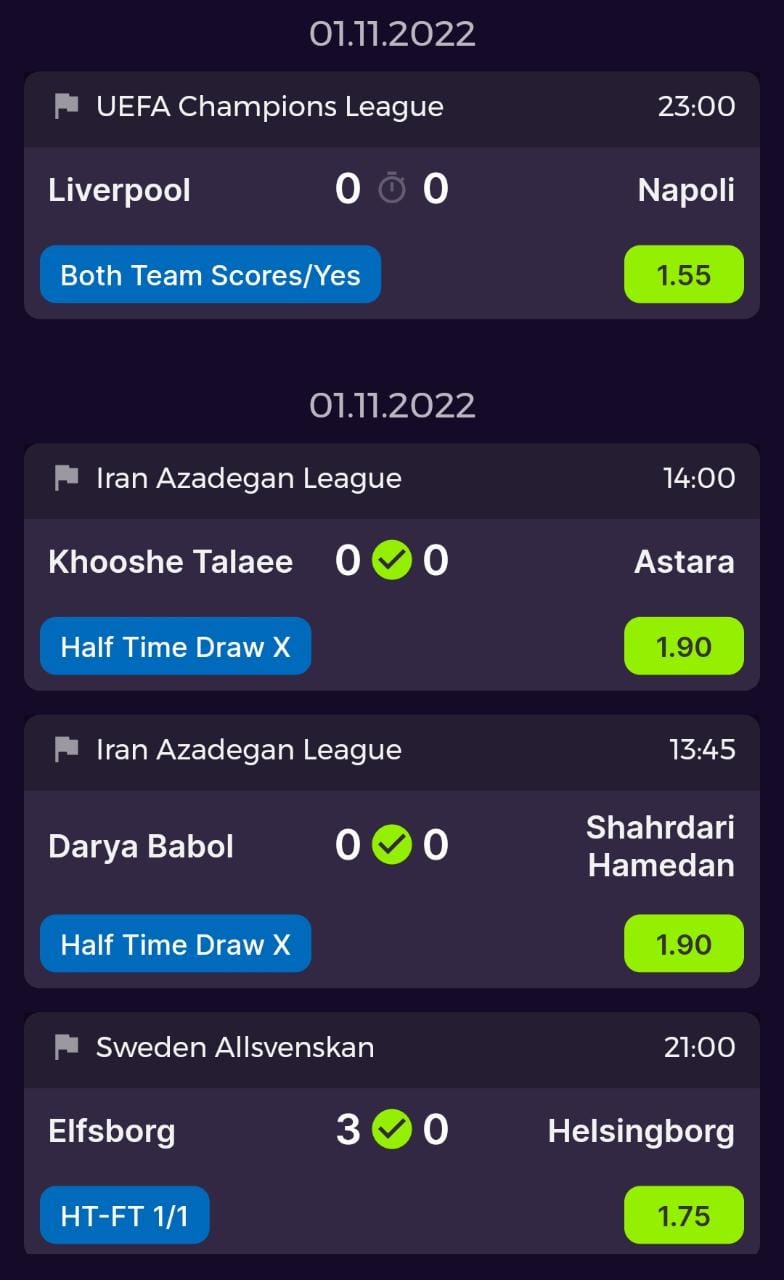 01.11.2022
UEFA Champions League 23:00
Liverpool 0 0 Napoli
Both Team Scores/Yes 1.55
01.11.2022
Iran Azadegan League 14:00
Khooshe Talaee 0 0 Astara
Half Time Draw X 1.90
Iran Azadegan League 13:45
Darya Babol 0 0 Shahrdari
Hamedan
Half Time Draw X 1.90
Sweden Allsvenskan 21:00
Elfsborg 3 0 Helsingborg
HT-FT 1/1 1.75